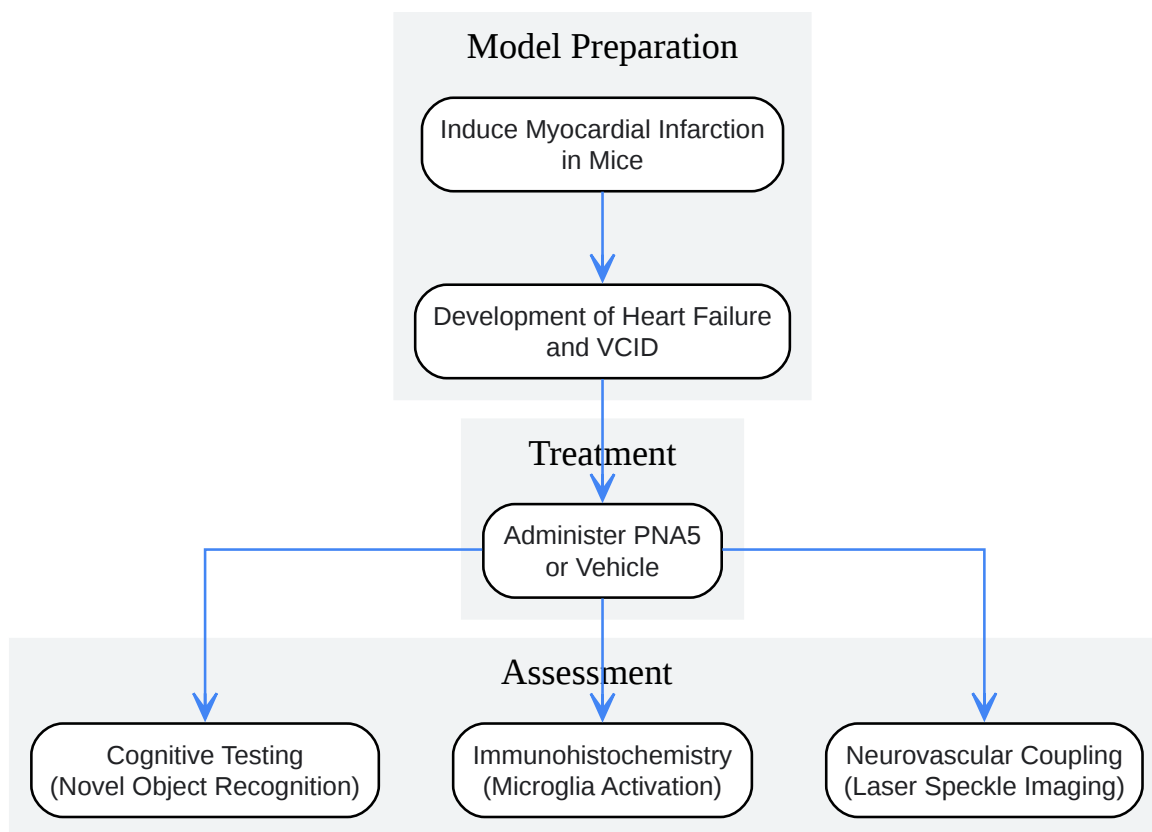 Model Preparation
Induce Myocardial Infarction
in Mice
Development of Heart Failure
and VCID
Treatment
Administer PNA5
or Vehicle
Assessment
Cognitive Testing
(Novel Object Recognition)
Immunohistochemistry
(Microglia Activation)
Neurovascular Coupling
(Laser Speckle Imaging)